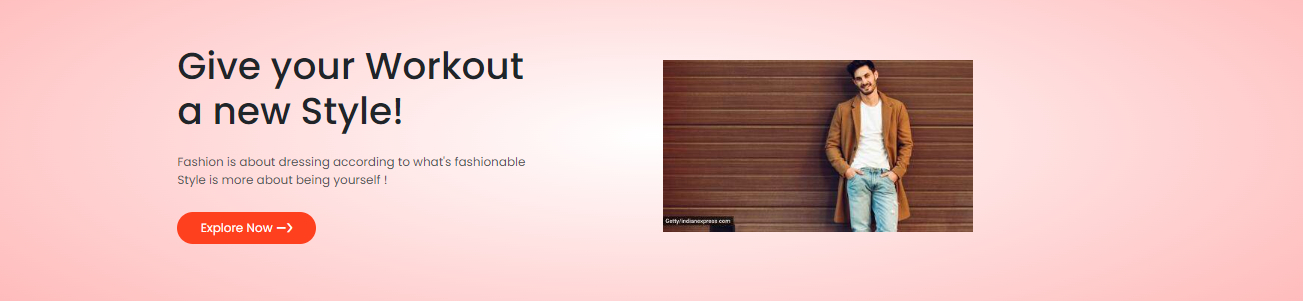 Give your Workout
a new Style!
Fashion is about dressing according to what's fashionable
Style is more about being yourself !
Explore Now
Getty/indianexpress.com